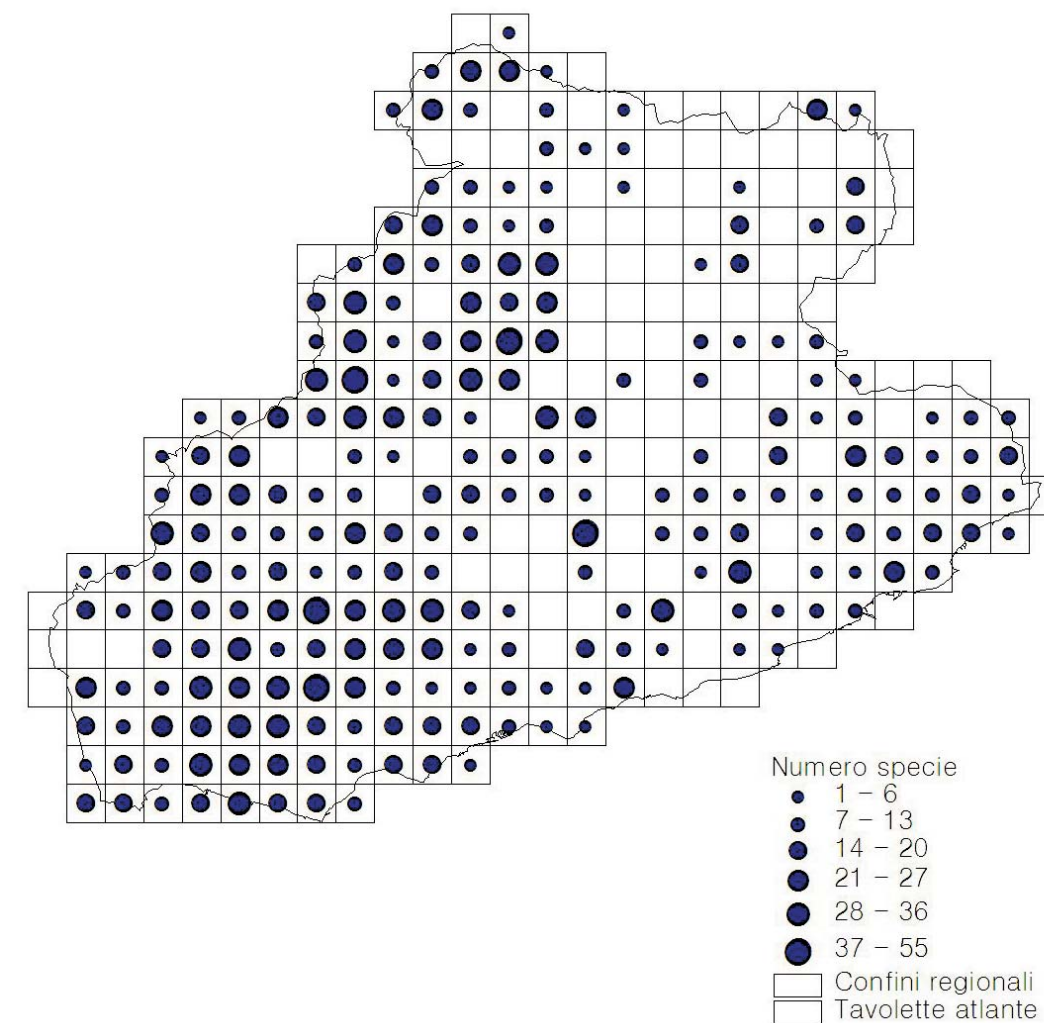 Numero specie
1 – 6
7 – 13
14 – 20
21 – 27
28 – 36
37 – 55
Confini regionali
Tavolette atlante